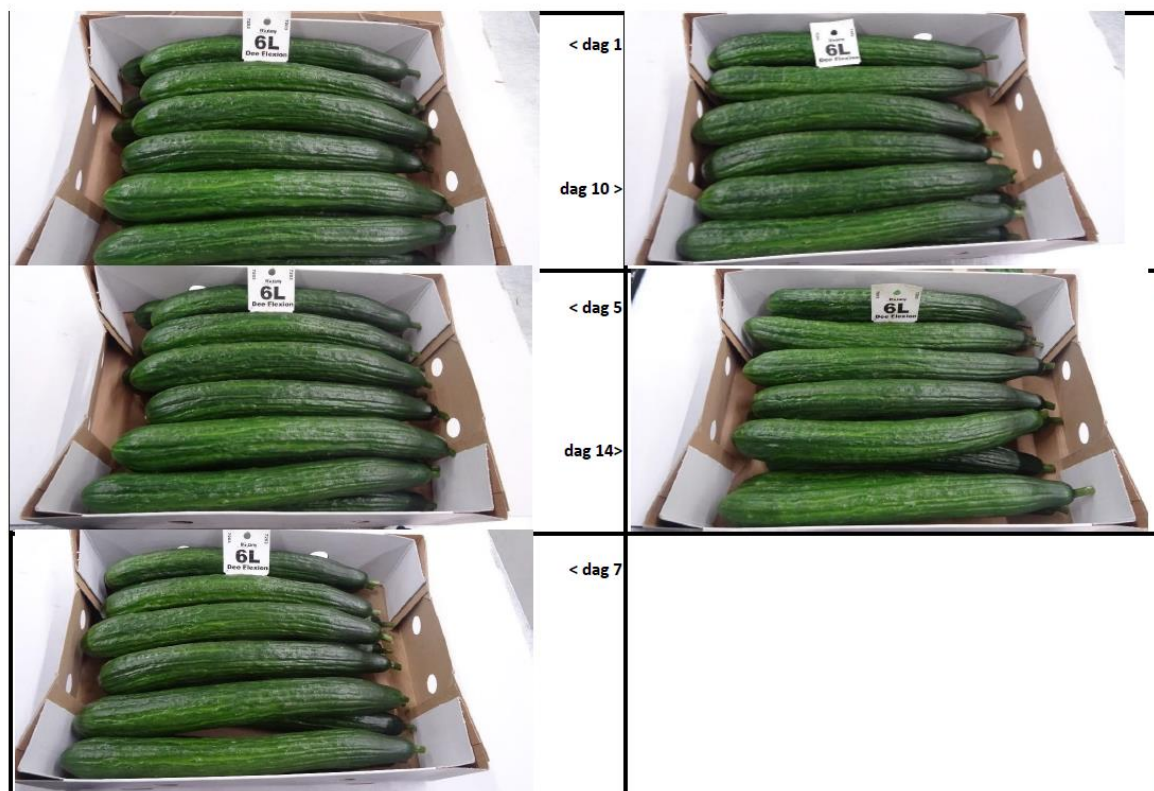 6L
Dee Flexion
< dag 1
6L
Dee Flexion
dag 10 >
6L
Dee Flexion
< dag 5
6L
Dee Flexion
dag 14>
6L
Dee Flexion
< dag 7